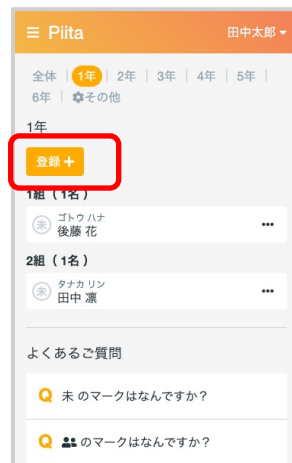 ≡ Piita 田中太郎 ▾
全体 | 1年 | 2年 | 3年 | 4年 | 5年 |
6年 | その他
1年
登録 +
1組（1名）
未 ゴトウ ハナ
後藤 花 •••
2組（1名）
未 タナカ リン
田中 凛 •••
よくあるご質問
Q 未 のマークはなんですか？
Q のマークはなんですか？